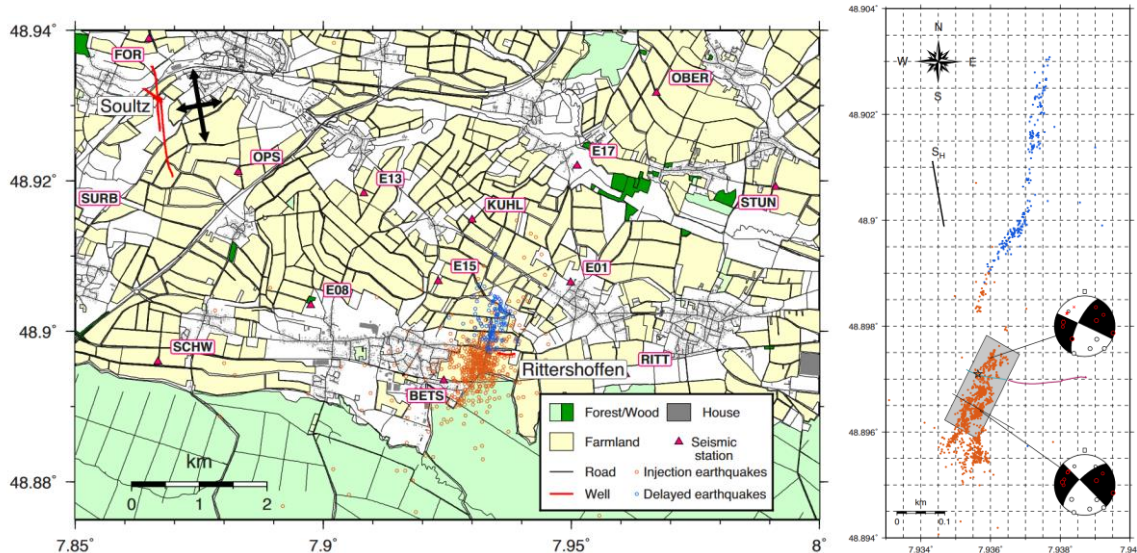 48.94˚
48.92˚
48.9˚
48.88˚
7.85˚
7.9˚
7.95˚
8˚
FOR
Soultz
OPS
E13
OBER
E17
SURB
KUHL
STUN
E15
E01
E08
SCHW
RITT
Rittershoffen
BETS
km
0 1 2
Forest/Wood
House
Farmland
Seismic
station
Road
Injection earthquakes
Well
Delayed earthquakes
48.904˚
48.902˚
48.9˚
48.898˚
48.896˚
48.894˚
N
W E
S
S_H
km
0 0.1
7.934˚
7.936˚
7.938˚
7.94˚